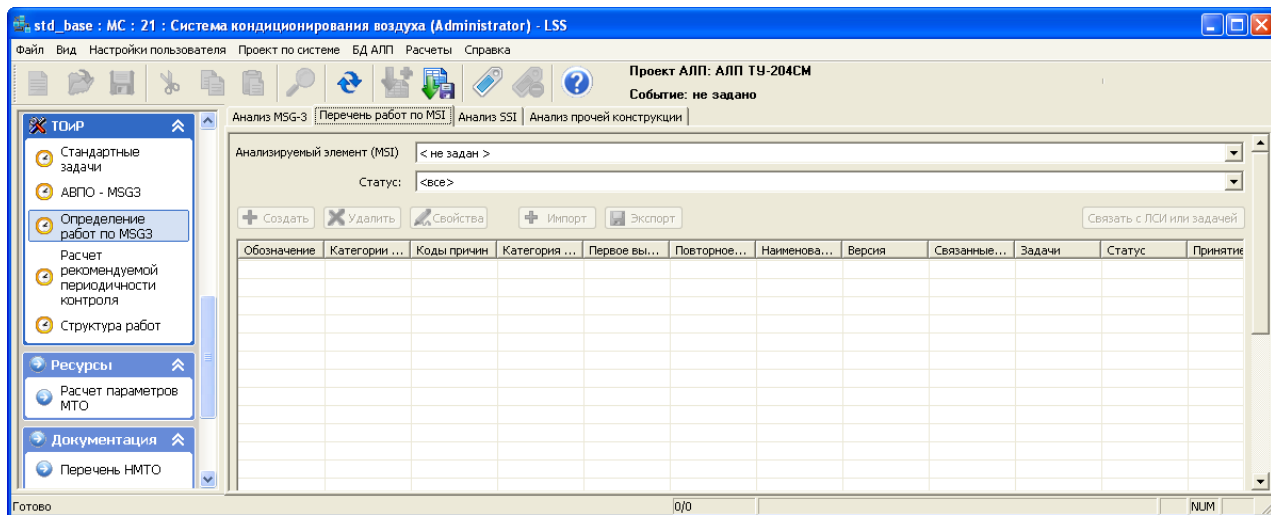 std_base : MC : 21 : Система кондиционирования воздуха (Administrator) - LSS
Файл Вид Настройки пользователя Проект по системе БД АЛП Расчеты Справка
Проект АЛП: АЛП ТУ-204СМ
Событие: не задано
ТОиР
Стандартные
задачи
АВПО - MSG3
Определение
работ по MSG3
Расчет
рекомендуемой
периодичности
контроля
Структура работ
Ресурсы
Расчет параметров
МТО
Документация
Перечень НМТО
Анализ MSG-3 Перечень работ по MSI Анализ SSI Анализ прочей конструкции
Анализируемый элемент (MSI) < не задан >
Статус: <все>
Создать Удалить Свойства Импорт Экспорт Связать с ЛСИ или задачей
Обозначение Категории ... Коды причин Категория ... Первое вы... Повторное... Наименова... Версия Связанные... Задачи Статус Принятие
Готово 0/0 NUM